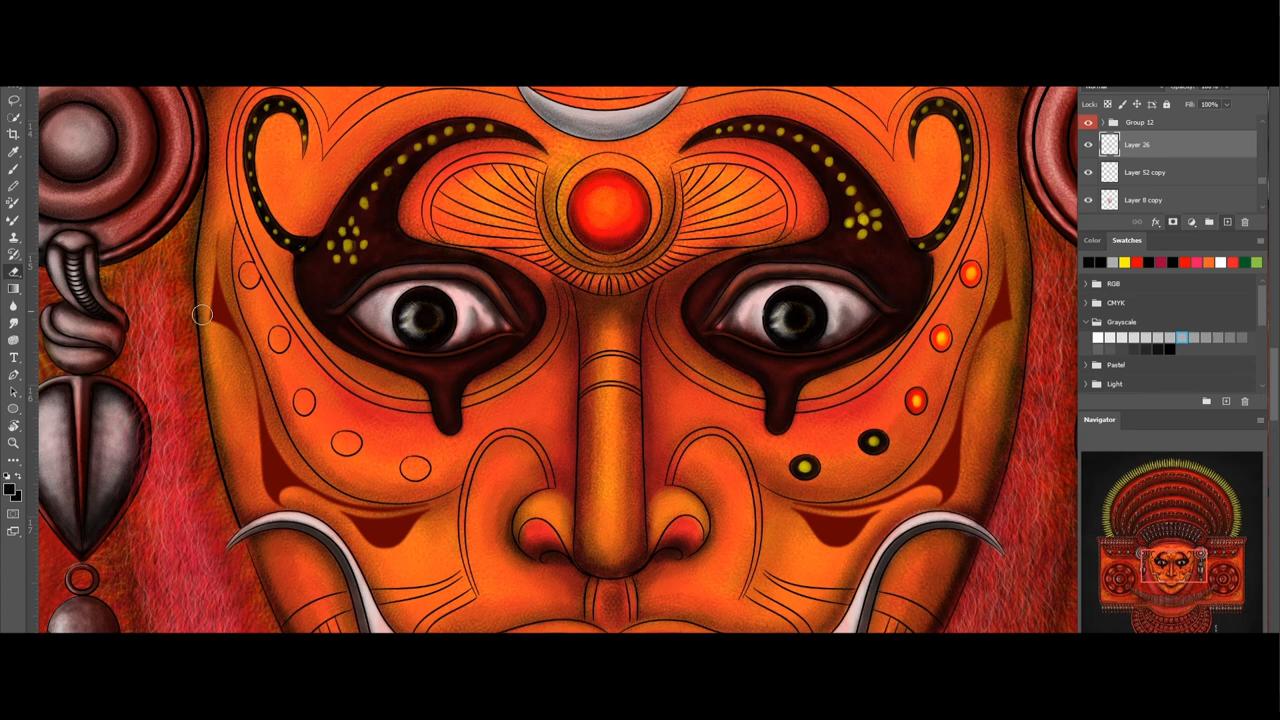 Lock:
Fill: 100%
Group 12
Layer 26
Layer 52 copy
Layer 8 copy
fx
Color Swatches
RGB
CMYK
Grayscale
Pastel
Light
Navigator